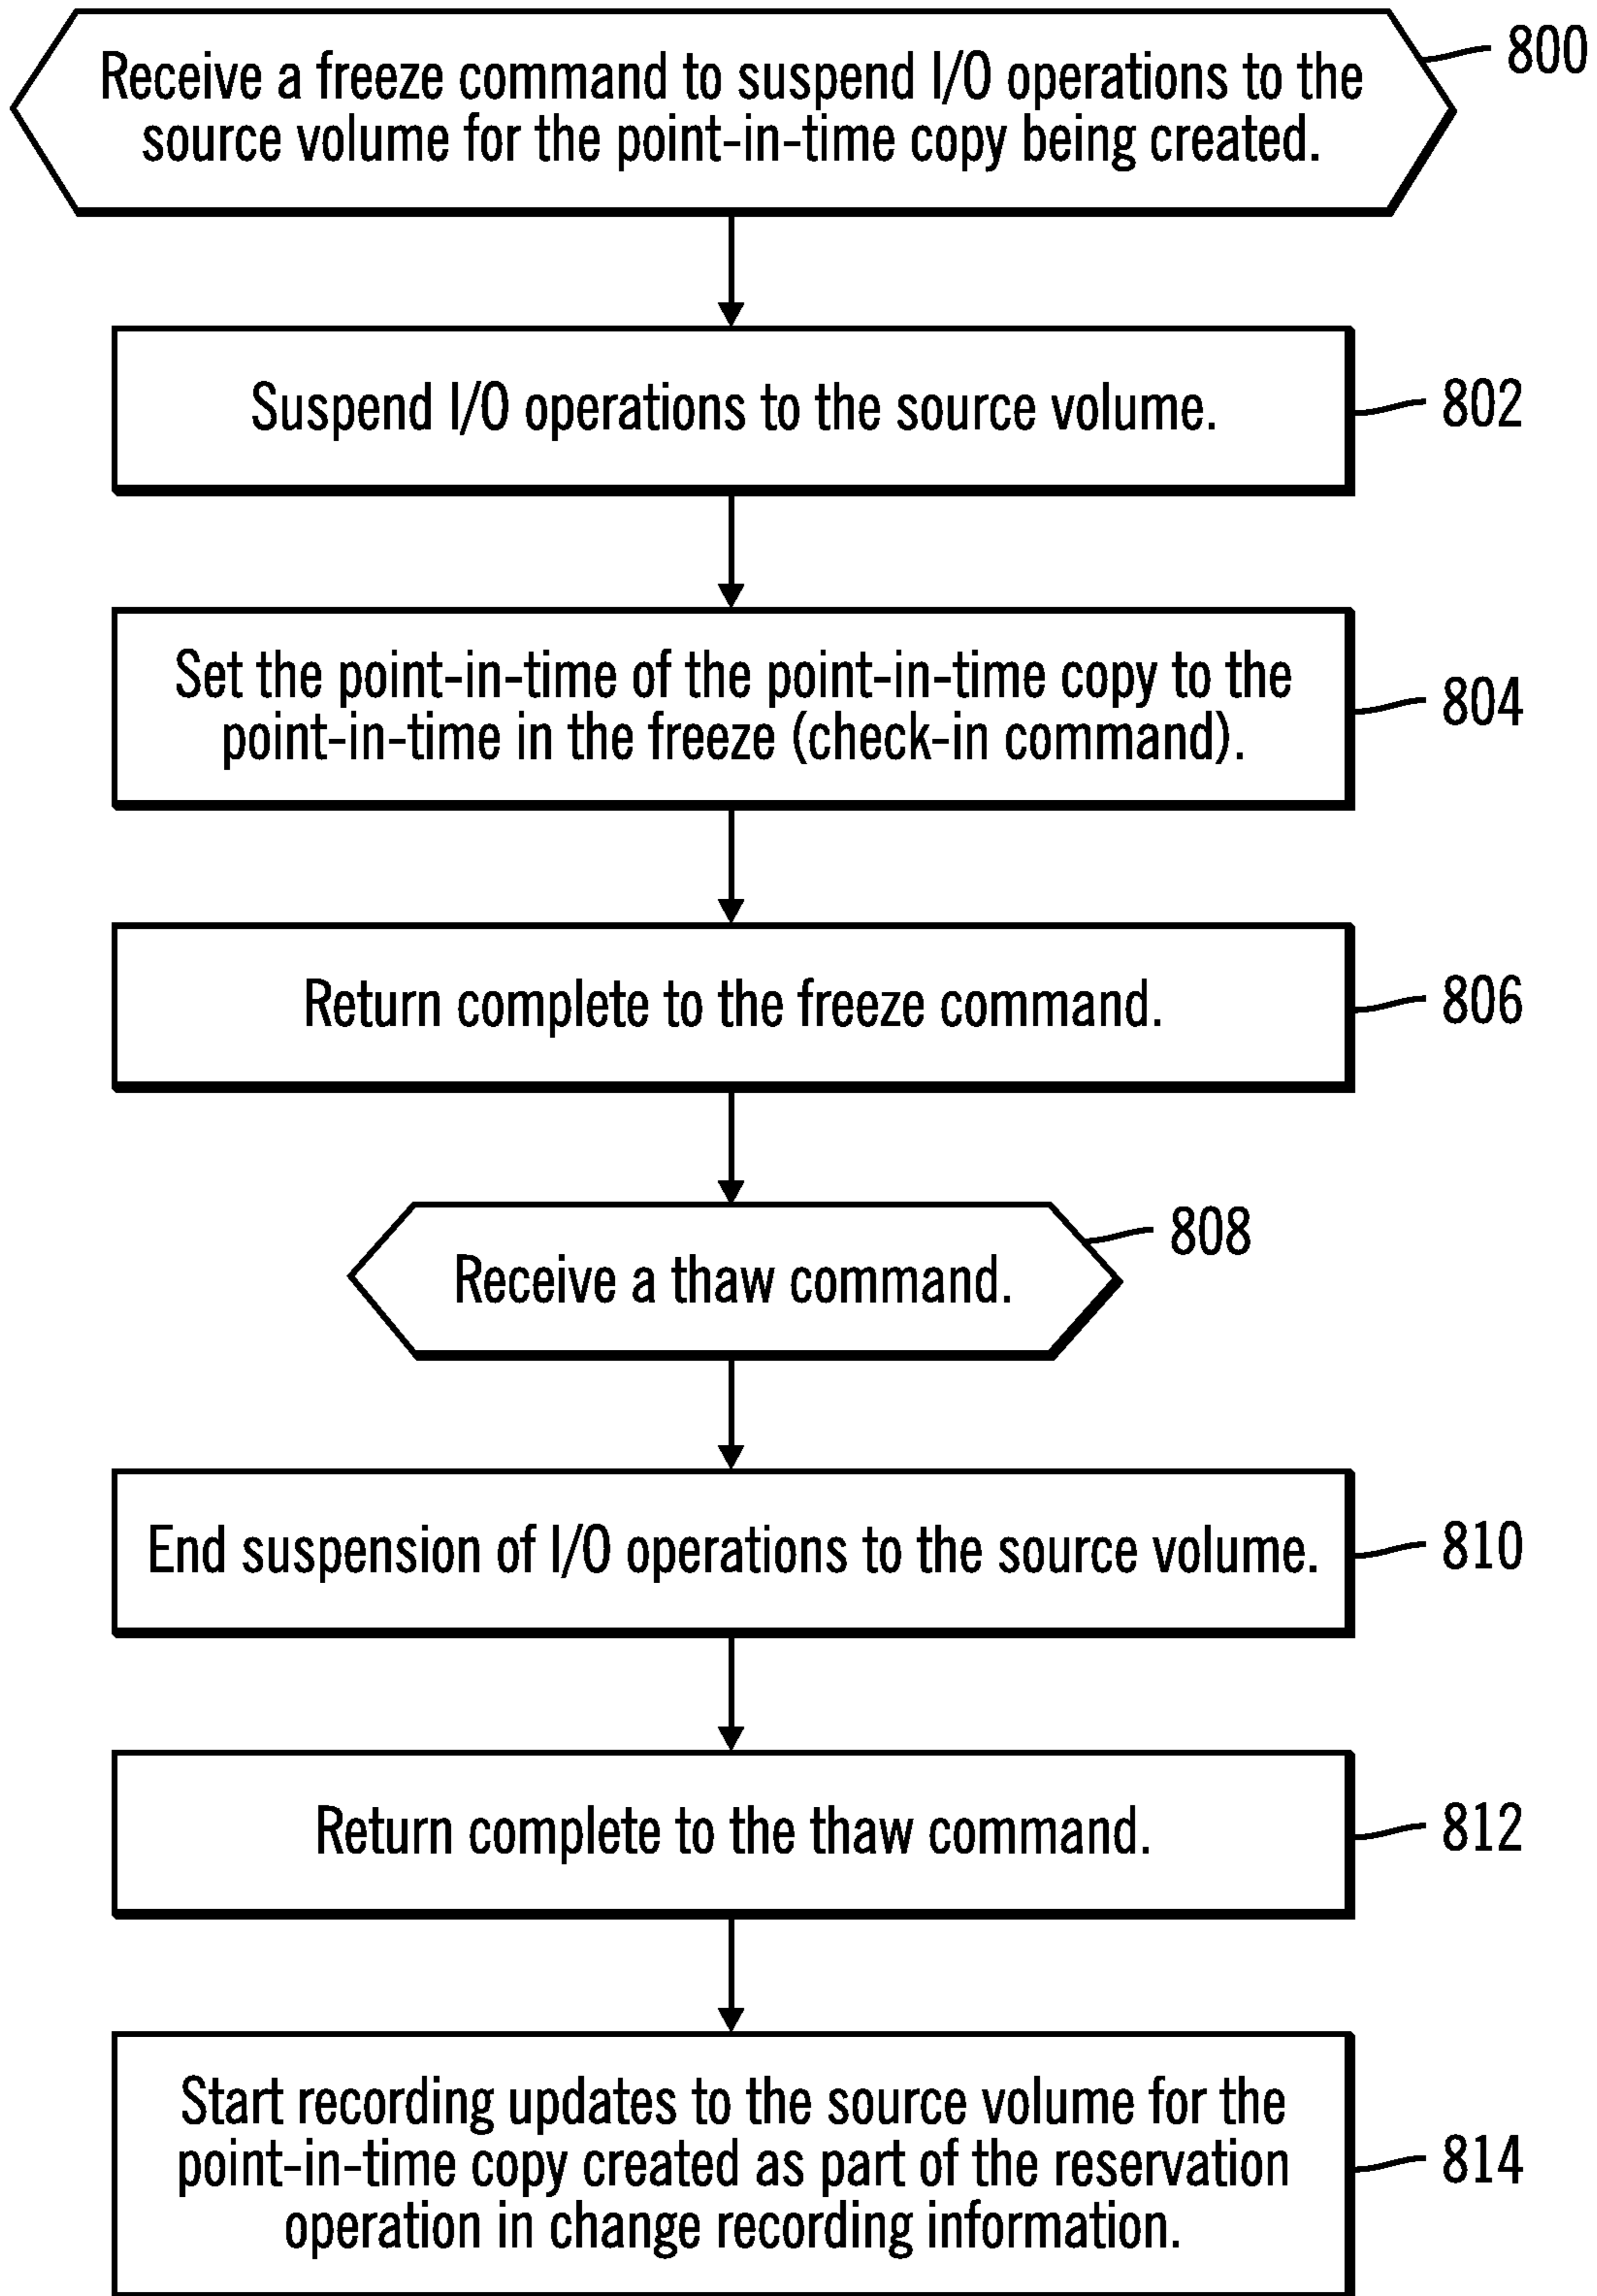 Receive a freeze command to suspend I/O operations to the
source volume for the point-in-time copy being created.
800
Suspend I/O operations to the source volume.
802
Set the point-in-time of the point-in-time copy to the
point-in-time in the freeze (check-in command).
804
Return complete to the freeze command.
806
Receive a thaw command.
808
End suspension of I/O operations to the source volume.
810
Return complete to the thaw command.
812
Start recording updates to the source volume for the
point-in-time copy created as part of the reservation
operation in change recording information.
814